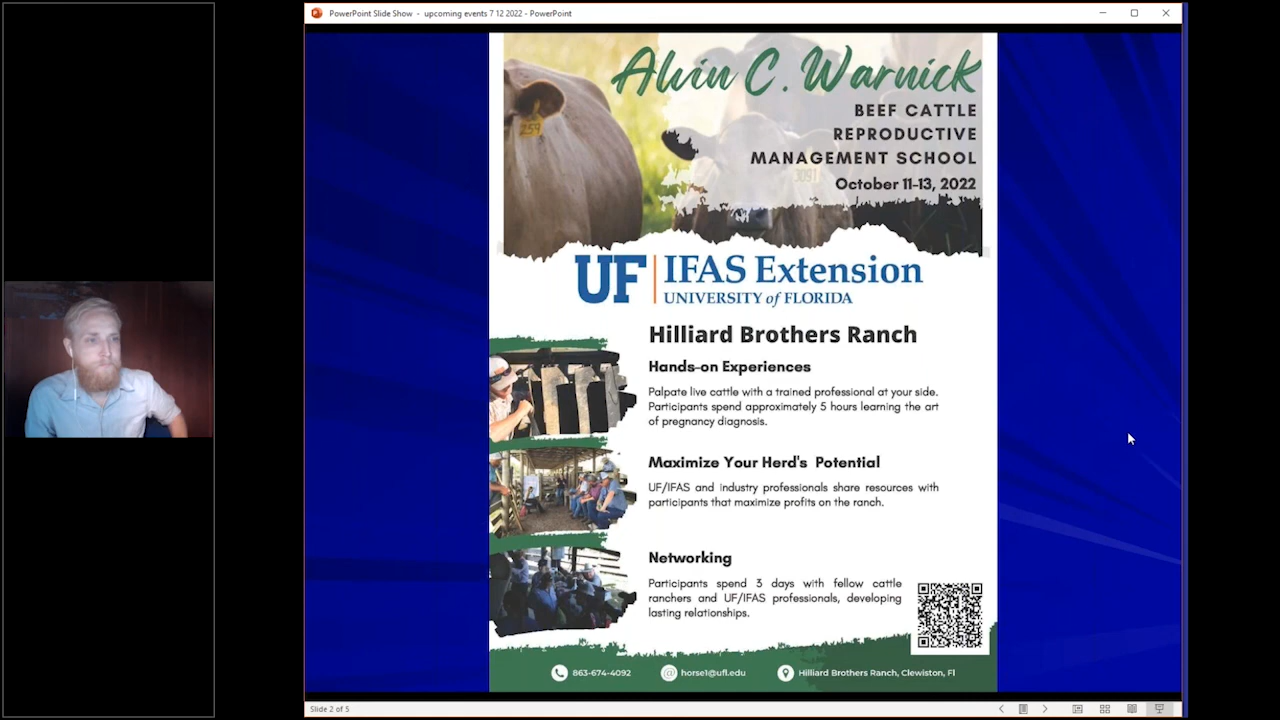 PowerPoint Slide Show - upcoming events 7 12 2022 - PowerPoint
Alvin C. Warnick
BEEF CATTLE
REPRODUCTIVE
MANAGEMENT SCHOOL
October 11-13, 2022
259
3091
UF | IFAS Extension
UNIVERSITY of FLORIDA
Hilliard Brothers Ranch
Hands-on Experiences
Palpate live cattle with a trained professional at your side.
Participants spend approximately 5 hours learning the art
of pregnancy diagnosis.
Maximize Your Herd's Potential
UF/IFAS and Industry professionals share resources with
participants that maximize profits on the ranch.
Networking
Participants spend 3 days with fellow cattle
ranchers and UF/IFAS professionals, developing
lasting relationships.
863-674-4092
@ horse1@ufl.edu
Hilliard Brothers Ranch, Clewiston, Fl
Slide 2 of 5